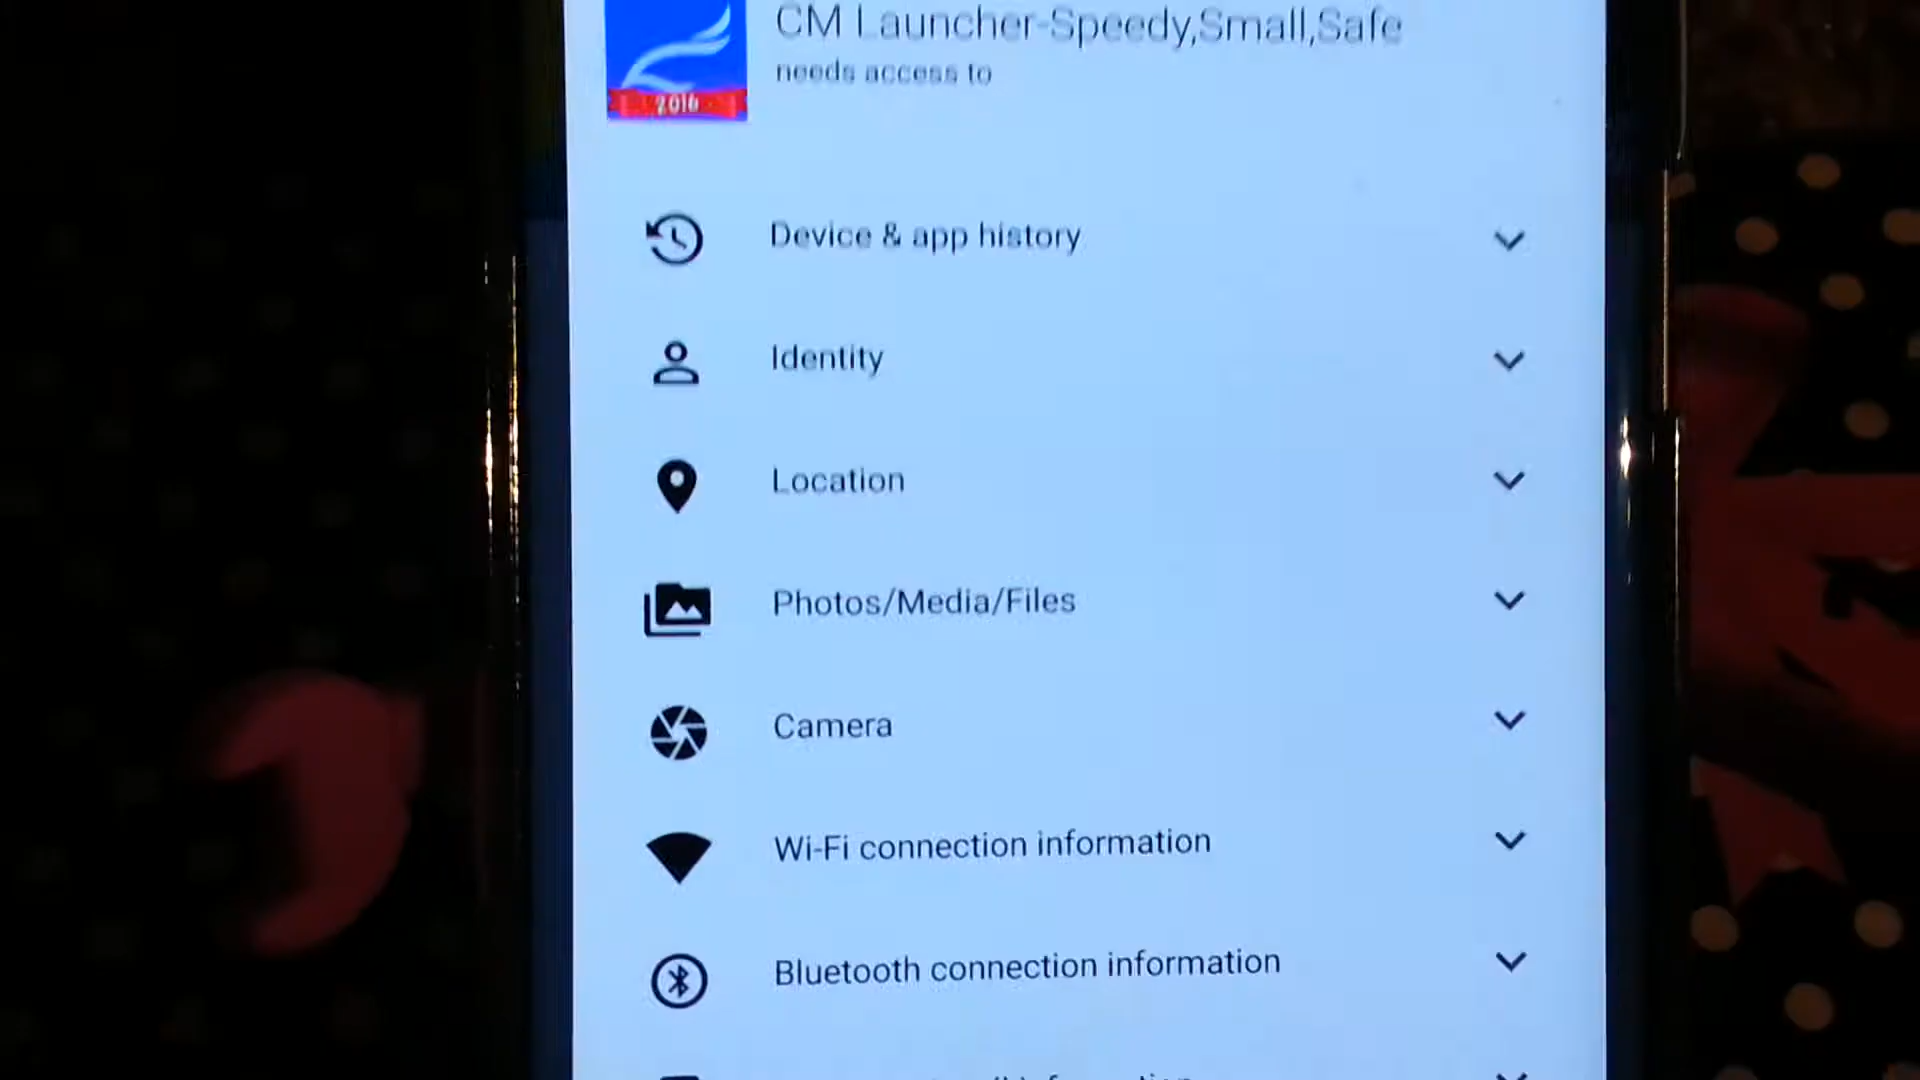 CM Launcher-Speedy,Small,Safe
needs access to
2016
Device & app history
Identity
Location
Photos/Media/Files
Camera
Wi-Fi connection information
Bluetooth connection information